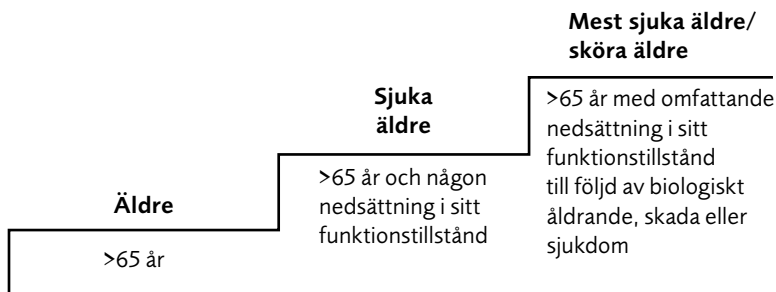 Äldre
>65 år
Sjuka
äldre
>65 år och någon
nedsättning i sitt
funktionstillstånd
Mest sjuka äldre/
sköra äldre
>65 år med omfattande
nedsättning i sitt
funktionstillstånd
till följd av biologiskt
åldrande, skada eller
sjukdom